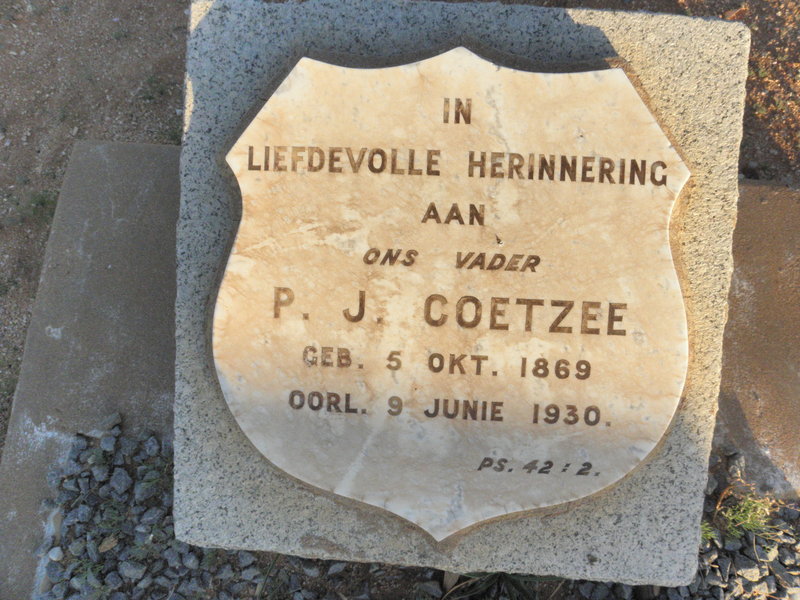 IN
LIEFDEVOLLE HERINNERING
AAN
ONS VADER
P. J. COETZEE
GEB. 5 OKT. 1869
OORL. 9 JUNIE 1930.
PS. 42:2.